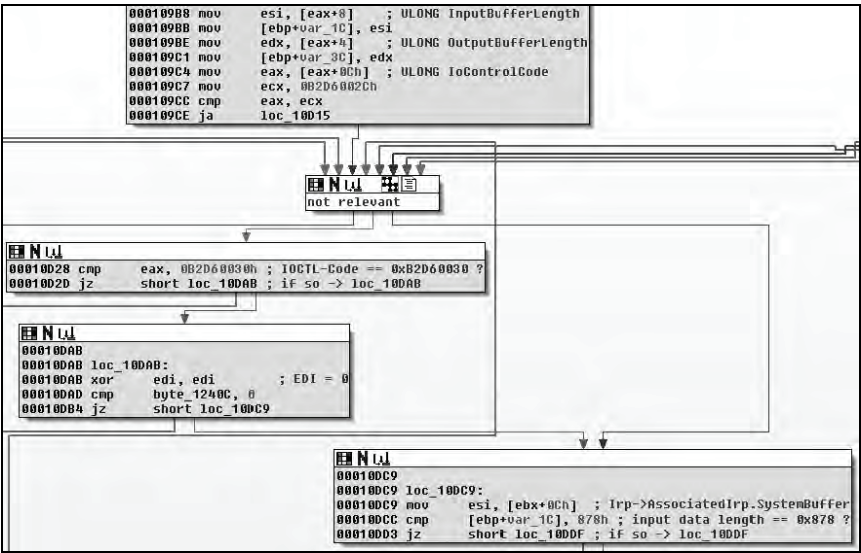 000109B8 mov esi, [eax+8] ; ULONG InputBufferLength
000109BB mov [ebp+var_1C], esi
000109BE mov edx, [eax+4] ; ULONG OutputBufferLength
000109C1 mov [ebp+var_3C], edx
000109C4 mov eax, [eax+0Ch] ; ULONG IoControlCode
000109C7 mov ecx, 0B2D6002Ch
000109CC cmp eax, ecx
000109CE ja loc_10D15
not relevant
00010D28 cmp eax, 0B2D60030h ; IOCTL-Code == 0xB2D60030 ?
00010D2D jz short loc_10DAB ; if so -> loc_10DAB
00010DAB
00010DAB loc_10DAB:
00010DAB xor edi, edi ; EDI = 0
00010DAD cmp byte_1240C, 0
00010DB4 jz short loc_10DC9
00010DC9
00010DC9 loc_10DC9:
00010DC9 mov esi, [ebx+0Ch] ; Irp->AssociatedIrp.SystemBuffer
00010DCC cmp [ebp+var_1C], 878h ; input data length == 0x878 ?
00010DD3 jz short loc_10DDF ; if so -> loc_10DDF